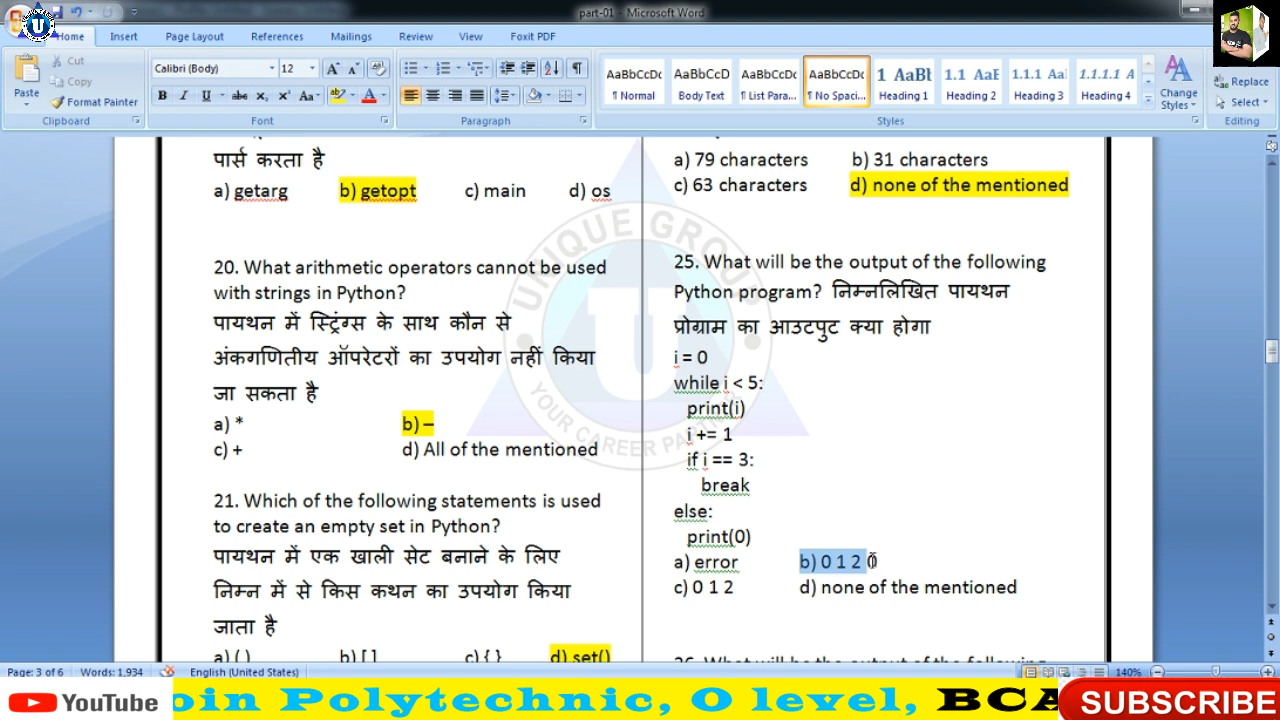 part-01 - Microsoft Word
Home Insert Page Layout References Mailings Review View Foxit PDF
Paste
Cut
Copy
Format Painter
Clipboard
Calibri (Body) 12
Font
Paragraph
AaBbCcDc AaBbCcD AaBbCcDc AaBbCcDc 1 AaBb 1.1 AaB 1.1.1 AaB 1.1.1.1 A
¶ Normal Body Text ¶ List Para... ¶ No Spaci... Heading 1 Heading 2 Heading 3 Heading 4
Change Styles
Styles
Replace
Select
Editing
पार्स करता है
a) getarg b) getopt c) main d) os
20. What arithmetic operators cannot be used
with strings in Python?
पायथन में स्ट्रिंग्स के साथ कौन से
अंकगणितीय ऑपरेटरों का उपयोग नहीं किया
जा सकता है
a) * b) –
c) + d) All of the mentioned
21. Which of the following statements is used
to create an empty set in Python?
पायथन में एक खाली सेट बनाने के लिए
निम्न में से किस कथन का उपयोग किया
जाता है
a) ( ) b) [ ] c) { } d) set()
a) 79 characters b) 31 characters
c) 63 characters d) none of the mentioned
25. What will be the output of the following
Python program? निम्नलिखित पायथन
प्रोग्राम का आउटपुट क्या होगा
i = 0
while i < 5:
print(i)
i += 1
if i == 3:
break
else:
print(0)
a) error b) 0 1 2 0
c) 0 1 2 d) none of the mentioned
UNIQUE GROUP
U
YOUR CAREER PARTNER
Page: 3 of 6 Words: 1,934 English (United States) 140%
YouTube
oin Polytechnic, O level, BCA
SUBSCRIBE